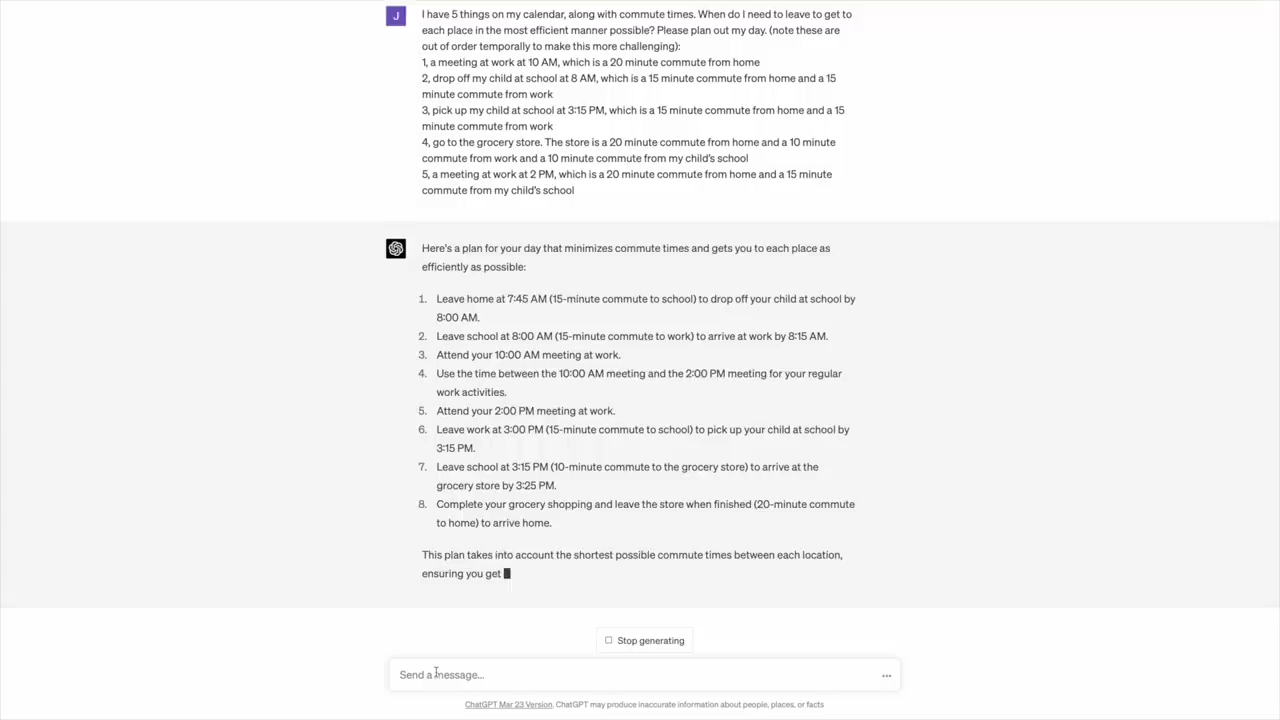 J
I have 5 things on my calendar, along with commute times. When do I need to leave to get to
each place in the most efficient manner possible? Please plan out my day. (note these are
out of order temporally to make this more challenging):
1, a meeting at work at 10 AM, which is a 20 minute commute from home
2, drop off my child at school at 8 AM, which is a 15 minute commute from home and a 15
minute commute from work
3, pick up my child at school at 3:15 PM, which is a 15 minute commute from home and a 15
minute commute from work
4, go to the grocery store. The store is a 20 minute commute from home and a 10 minute
commute from work and a 10 minute commute from my child's school
5, a meeting at work at 2 PM, which is a 20 minute commute from home and a 15 minute
commute from my child's school
Here's a plan for your day that minimizes commute times and gets you to each place as
efficiently as possible:
1. Leave home at 7:45 AM (15-minute commute to school) to drop off your child at school by
8:00 AM.
2. Leave school at 8:00 AM (15-minute commute to work) to arrive at work by 8:15 AM.
3. Attend your 10:00 AM meeting at work.
4. Use the time between the 10:00 AM meeting and the 2:00 PM meeting for your regular
work activities.
5. Attend your 2:00 PM meeting at work.
6. Leave work at 3:00 PM (15-minute commute to school) to pick up your child at school by
3:15 PM.
7. Leave school at 3:15 PM (10-minute commute to the grocery store) to arrive at the
grocery store by 3:25 PM.
8. Complete your grocery shopping and leave the store when finished (20-minute commute
to home) to arrive home.
This plan takes into account the shortest possible commute times between each location,
ensuring you get
Stop generating
Send a message...
ChatGPT Mar 23 Version. ChatGPT may produce inaccurate information about people, places, or facts